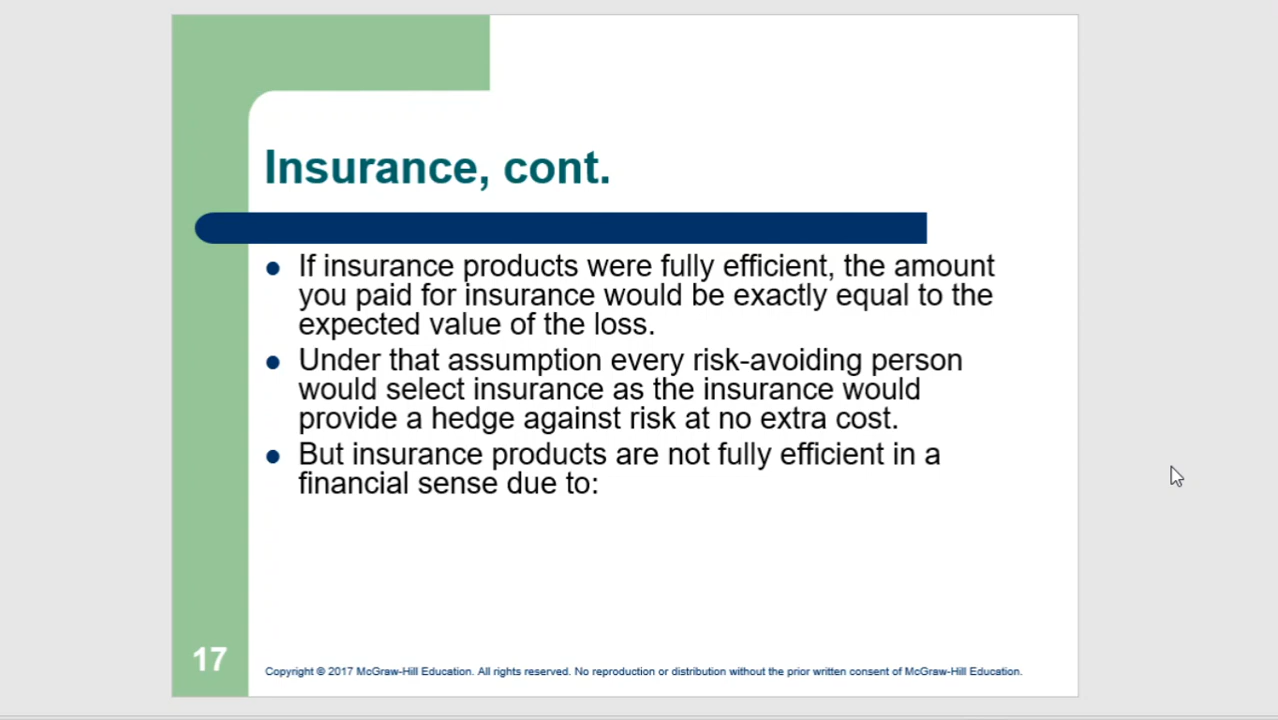 Insurance, cont.
If insurance products were fully efficient, the amount
you paid for insurance would be exactly equal to the
expected value of the loss.
Under that assumption every risk-avoiding person
would select insurance as the insurance would
provide a hedge against risk at no extra cost.
But insurance products are not fully efficient in a
financial sense due to:
17
Copyright © 2017 McGraw-Hill Education. All rights reserved. No reproduction or distribution without the prior written consent of McGraw-Hill Education.